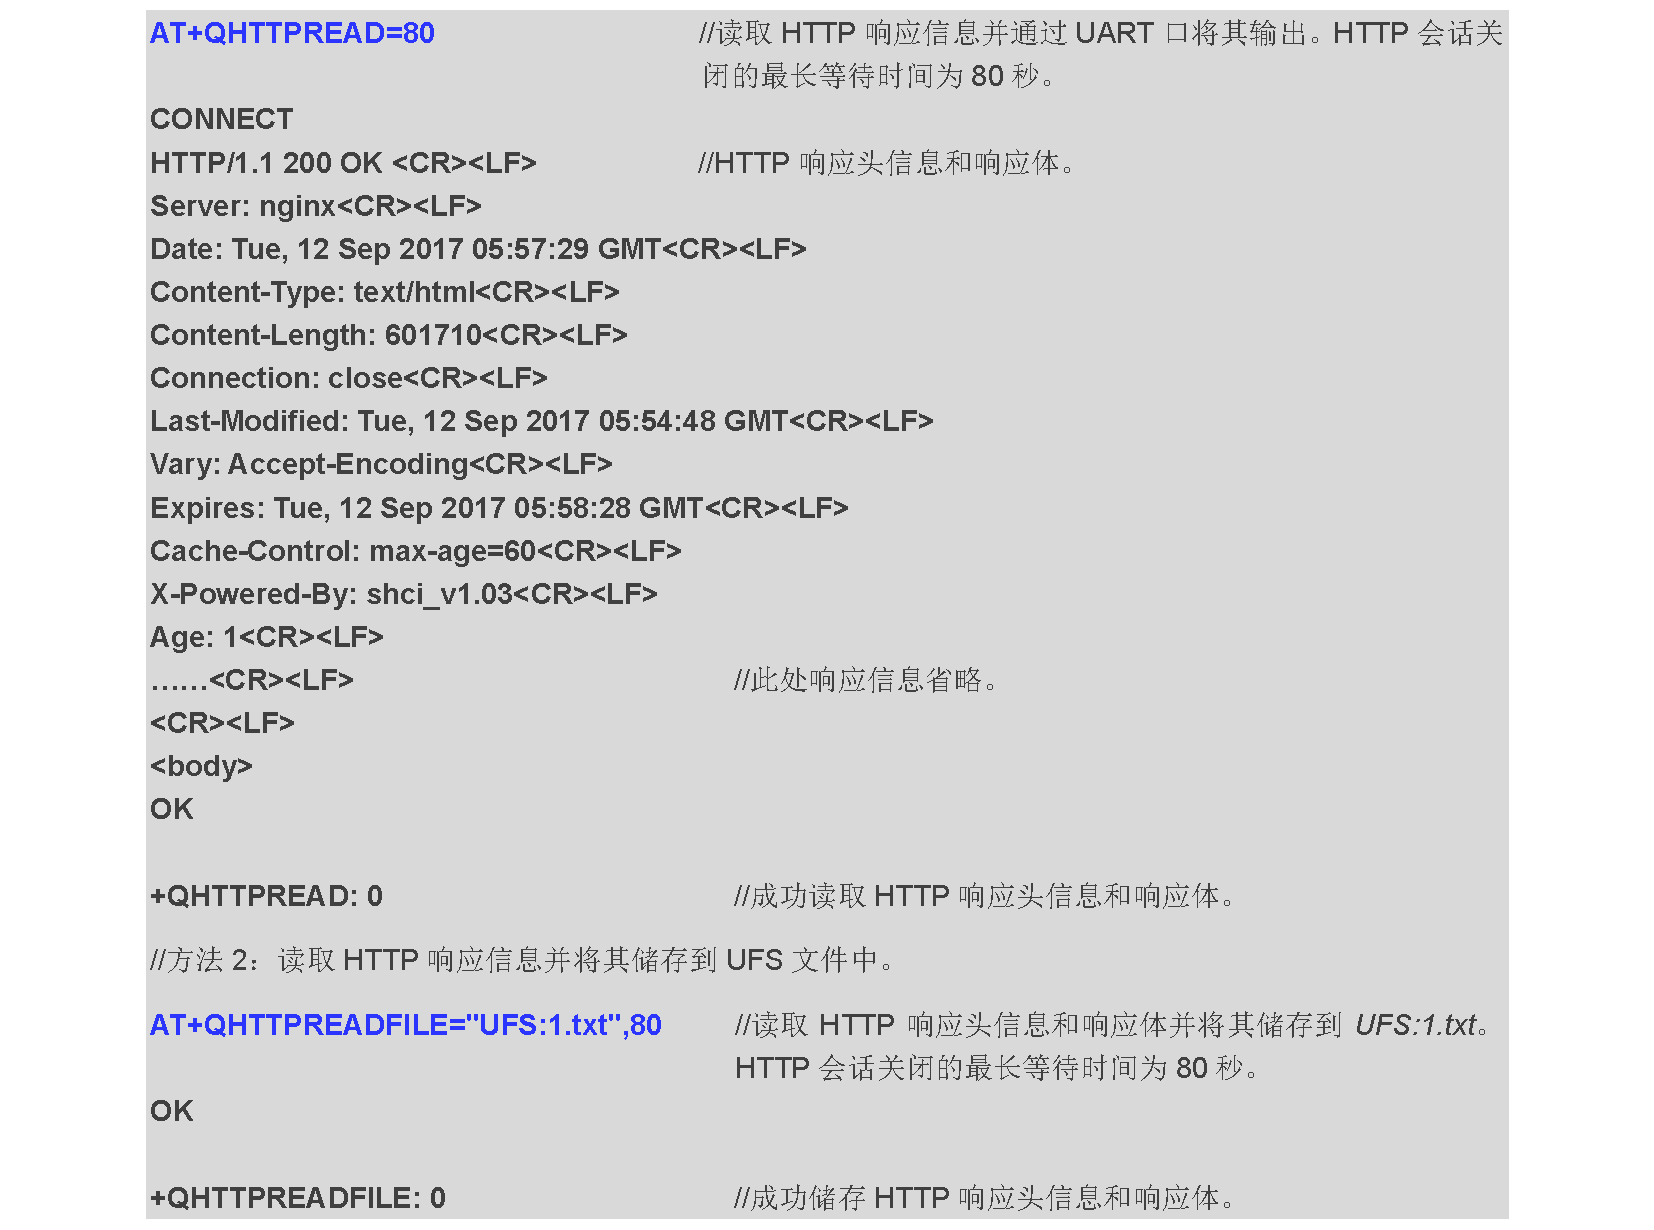 AT+QHTTPREAD=80 //读取 HTTP 响应信息并通过 UART 口将其输出。HTTP 会话关
闭的最长等待时间为 80 秒。
CONNECT
HTTP/1.1 200 OK <CR><LF> //HTTP 响应头信息和响应体。
Server: nginx<CR><LF>
Date: Tue, 12 Sep 2017 05:57:29 GMT<CR><LF>
Content-Type: text/html<CR><LF>
Content-Length: 601710<CR><LF>
Connection: close<CR><LF>
Last-Modified: Tue, 12 Sep 2017 05:54:48 GMT<CR><LF>
Vary: Accept-Encoding<CR><LF>
Expires: Tue, 12 Sep 2017 05:58:28 GMT<CR><LF>
Cache-Control: max-age=60<CR><LF>
X-Powered-By: shci_v1.03<CR><LF>
Age: 1<CR><LF>
……<CR><LF> //此处响应信息省略。
<CR><LF>
<body>
OK
+QHTTPREAD: 0 //成功读取 HTTP 响应头信息和响应体。
//方法 2：读取 HTTP 响应信息并将其储存到 UFS 文件中。
AT+QHTTPREADFILE="UFS:1.txt",80 //读取 HTTP 响应头信息和响应体并将其储存到 UFS:1.txt。
HTTP 会话关闭的最长等待时间为 80 秒。
OK
+QHTTPREADFILE: 0 //成功储存 HTTP 响应头信息和响应体。